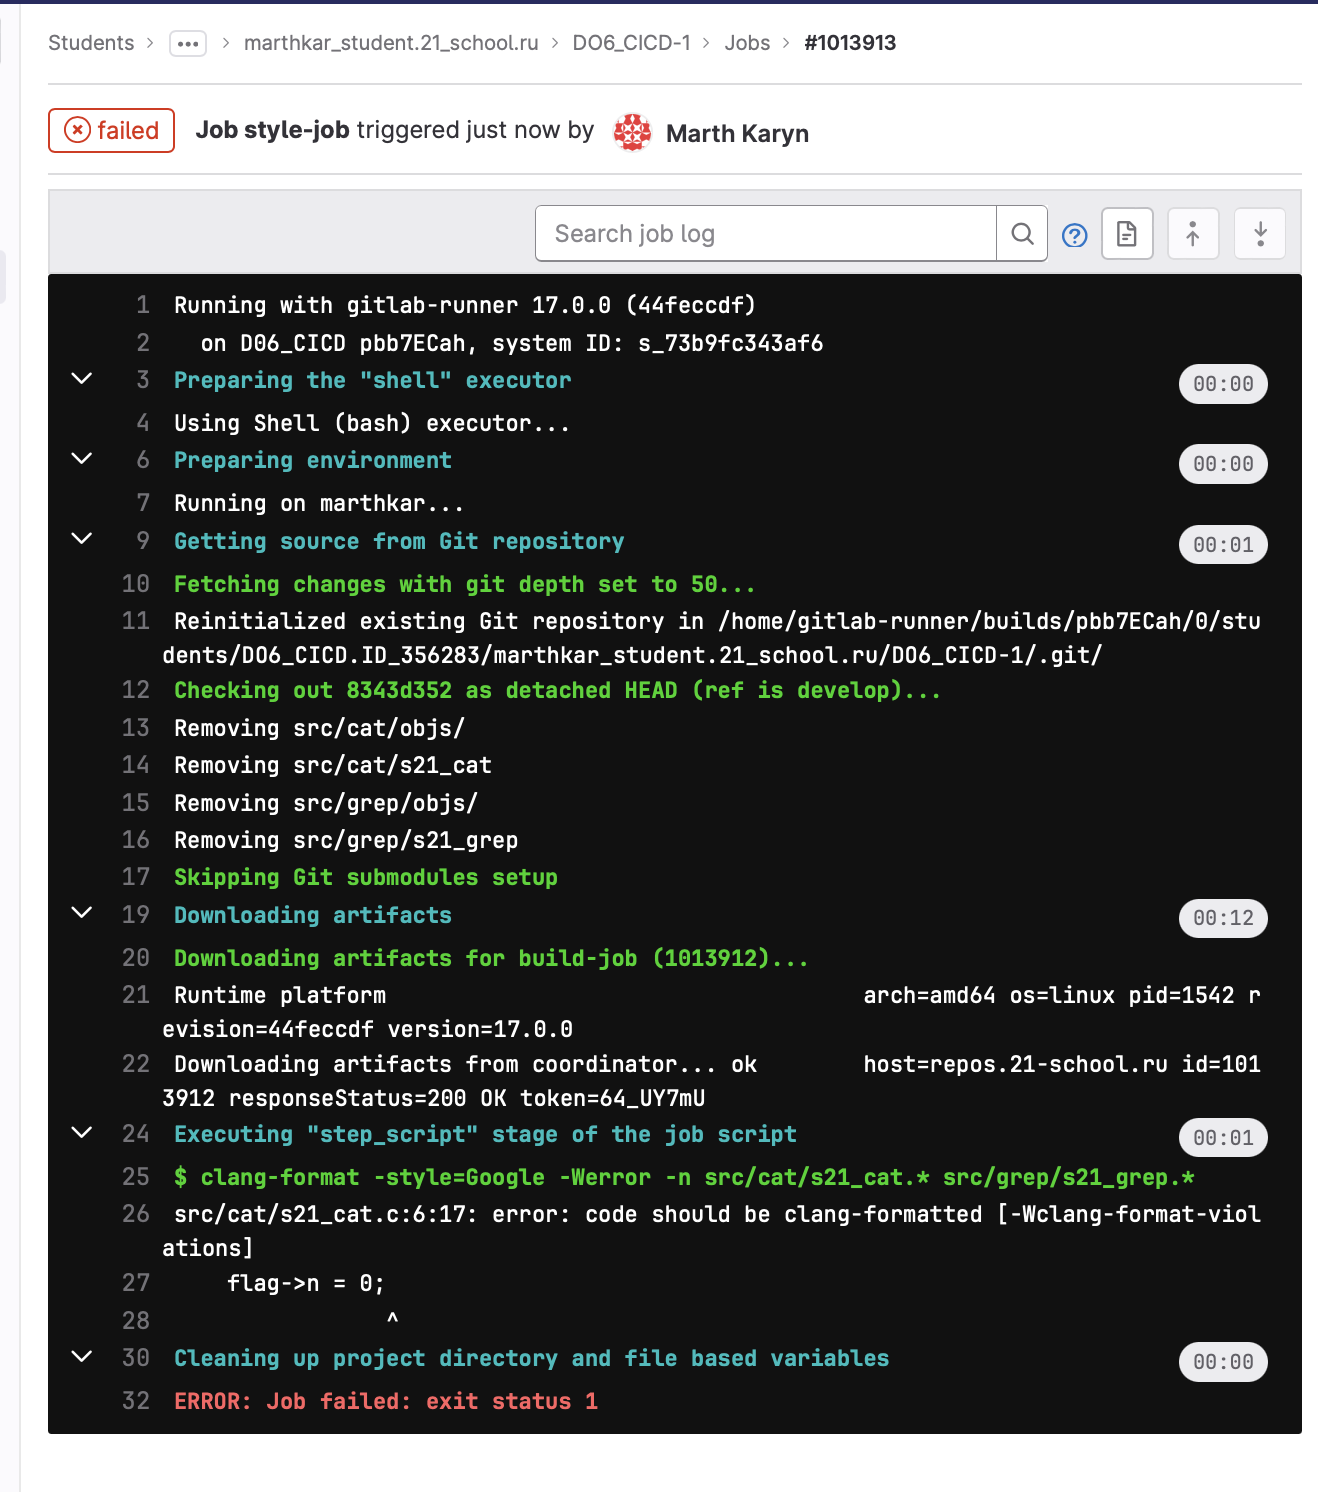 Students > ... > marthkar_student.21_school.ru > DO6_CICD-1 > Jobs > #1013913
failed Job style-job triggered just now by Marth Karyn
Search job log
1 Running with gitlab-runner 17.0.0 (44feccdf)
2 on D06_CICD pbb7ECah, system ID: s_73b9fc343af6
3 Preparing the "shell" executor 00:00
4 Using Shell (bash) executor...
6 Preparing environment 00:00
7 Running on marthkar...
9 Getting source from Git repository 00:01
10 Fetching changes with git depth set to 50...
11 Reinitialized existing Git repository in /home/gitlab-runner/builds/pbb7ECah/0/stu
dents/DO6_CICD.ID_356283/marthkar_student.21_school.ru/DO6_CICD-1/.git/
12 Checking out 8343d352 as detached HEAD (ref is develop)...
13 Removing src/cat/objs/
14 Removing src/cat/s21_cat
15 Removing src/grep/objs/
16 Removing src/grep/s21_grep
17 Skipping Git submodules setup
19 Downloading artifacts 00:12
20 Downloading artifacts for build-job (1013912)...
21 Runtime platform arch=amd64 os=linux pid=1542 r
evision=44feccdf version=17.0.0
22 Downloading artifacts from coordinator... ok host=repos.21-school.ru id=101
3912 responseStatus=200 OK token=64_UY7mU
24 Executing "step_script" stage of the job script 00:01
25 $ clang-format -style=Google -Werror -n src/cat/s21_cat.* src/grep/s21_grep.*
26 src/cat/s21_cat.c:6:17: error: code should be clang-formatted [-Wclang-format-viol
ations]
27 flag->n = 0;
28 ^
30 Cleaning up project directory and file based variables 00:00
32 ERROR: Job failed: exit status 1